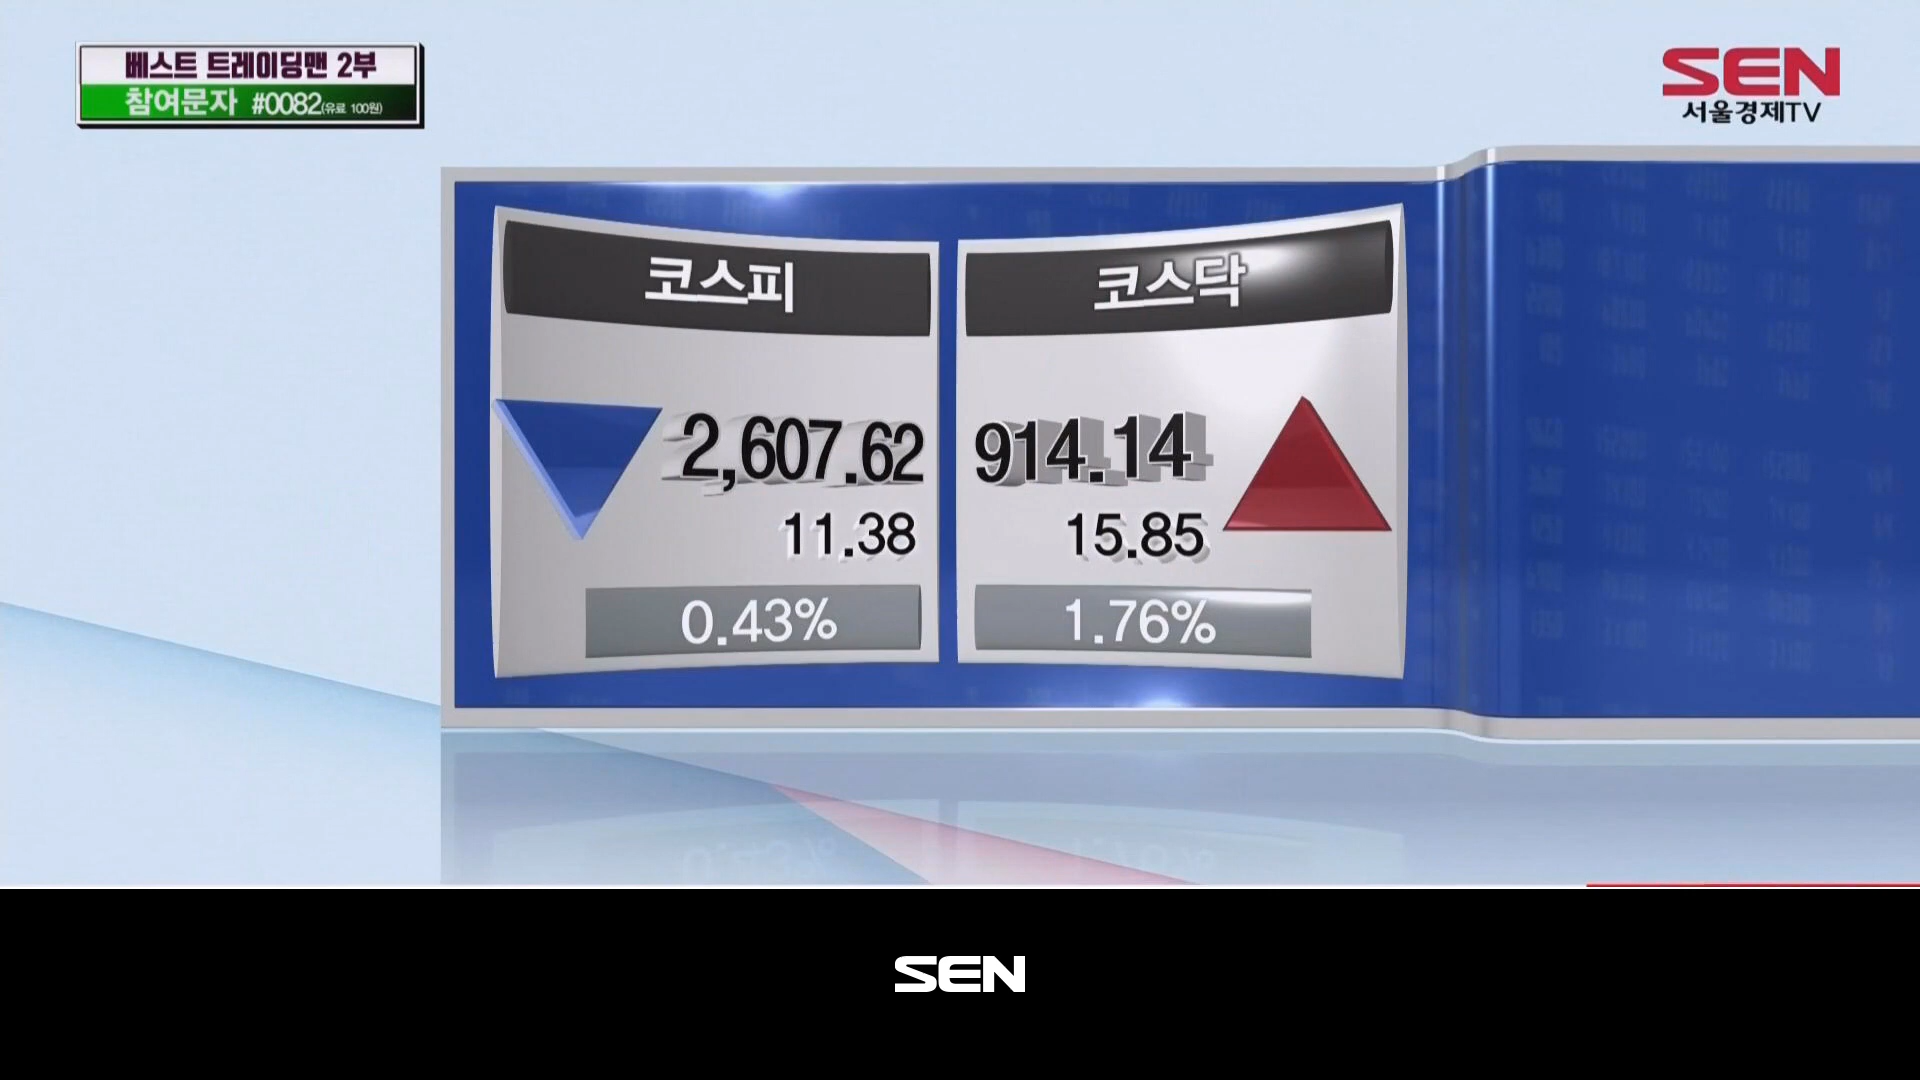 베스트 트레이딩맨 2부
참여문자 #0082(유료 100원)
SEN
서울경제TV
코스피
2,607.62
11.38
0.43%
코스닥
914.14
15.85
1.76%
SEN